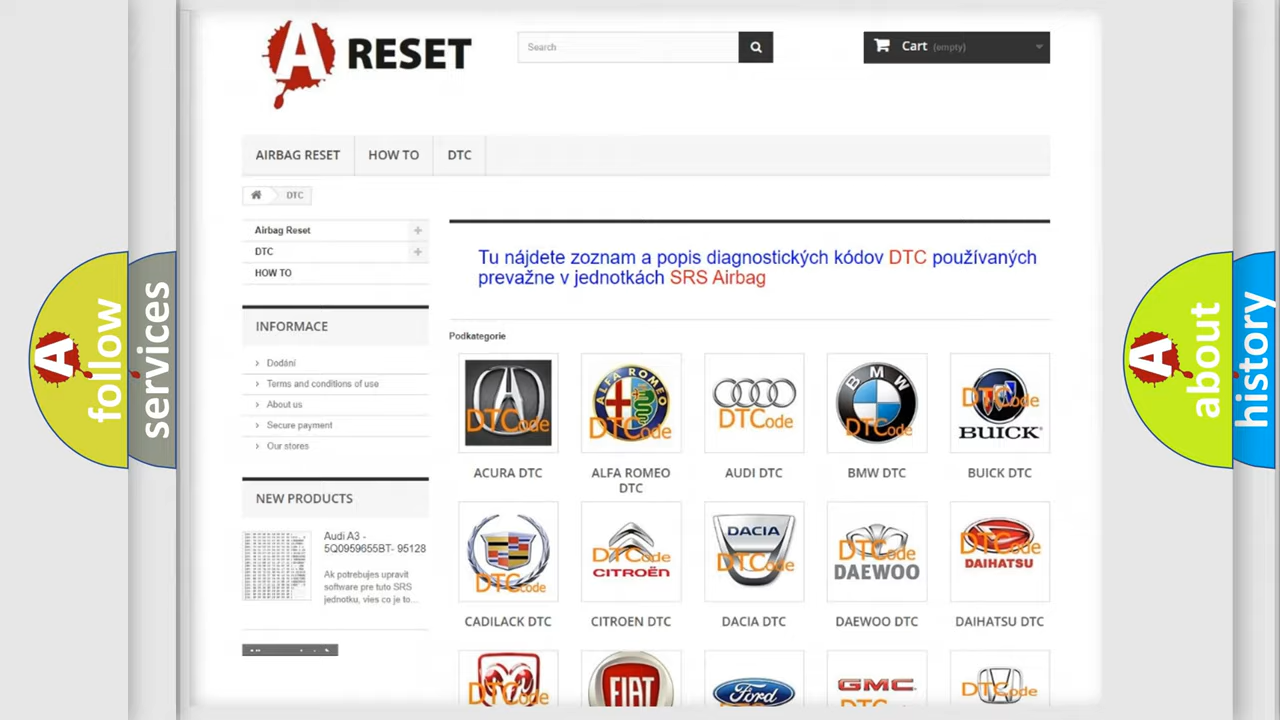 A RESET
Search
Cart (empty)
AIRBAG RESET
HOW TO
DTC
DTC
Airbag Reset
DTC
HOW TO
INFORMACE
Dodání
Terms and conditions of use
About us
Secure payment
Our stores
NEW PRODUCTS
Audi A3 -
5Q0959655BT- 95128
Ak potrebujes upravit
software pre tuto SRS
jednotku, vies co je to...
Tu nájdete zoznam a popis diagnostických kódov DTC používaných
prevažne v jednotkách SRS Airbag
Podkategorie
DTCode
ACURA DTC
ALFA ROMEO
DTCode
ALFA ROMEO
DTC
DTCode
AUDI DTC
BMW
DTCode
BMW DTC
DTCode
BUICK
BUICK DTC
DTCode
CADILACK DTC
DTCode
CITROËN
CITROEN DTC
DACIA
DTCode
DACIA DTC
DTCode
DAEWOO
DAEWOO DTC
DTCode
DAIHATSU
DAIHATSU DTC
DTCode
FIAT
Ford
GMC
DTCode
A follow
services
A about
history